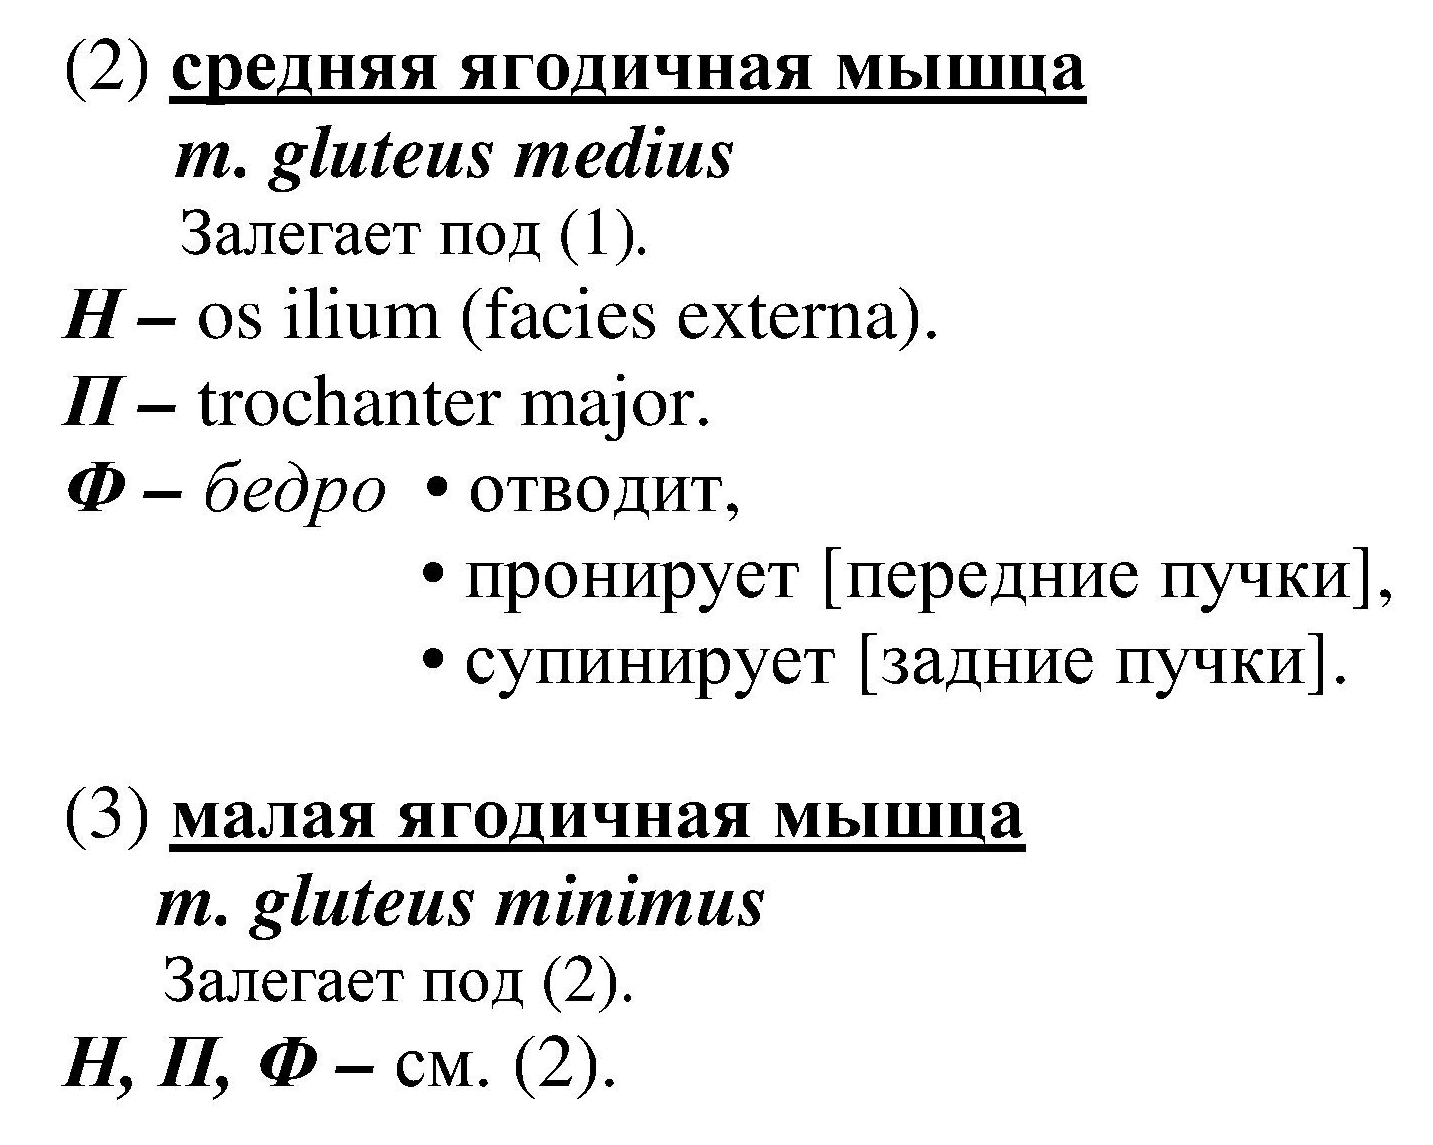 (2) средняя ягодичная мышца
m. gluteus medius
Залегает под (1).
Н – os ilium (facies externa).
П – trochanter major.
Ф – бедро • отводит,
• пронирует [передние пучки],
• супинирует [задние пучки].
(3) малая ягодичная мышца
m. gluteus minimus
Залегает под (2).
Н, П, Ф – см. (2).